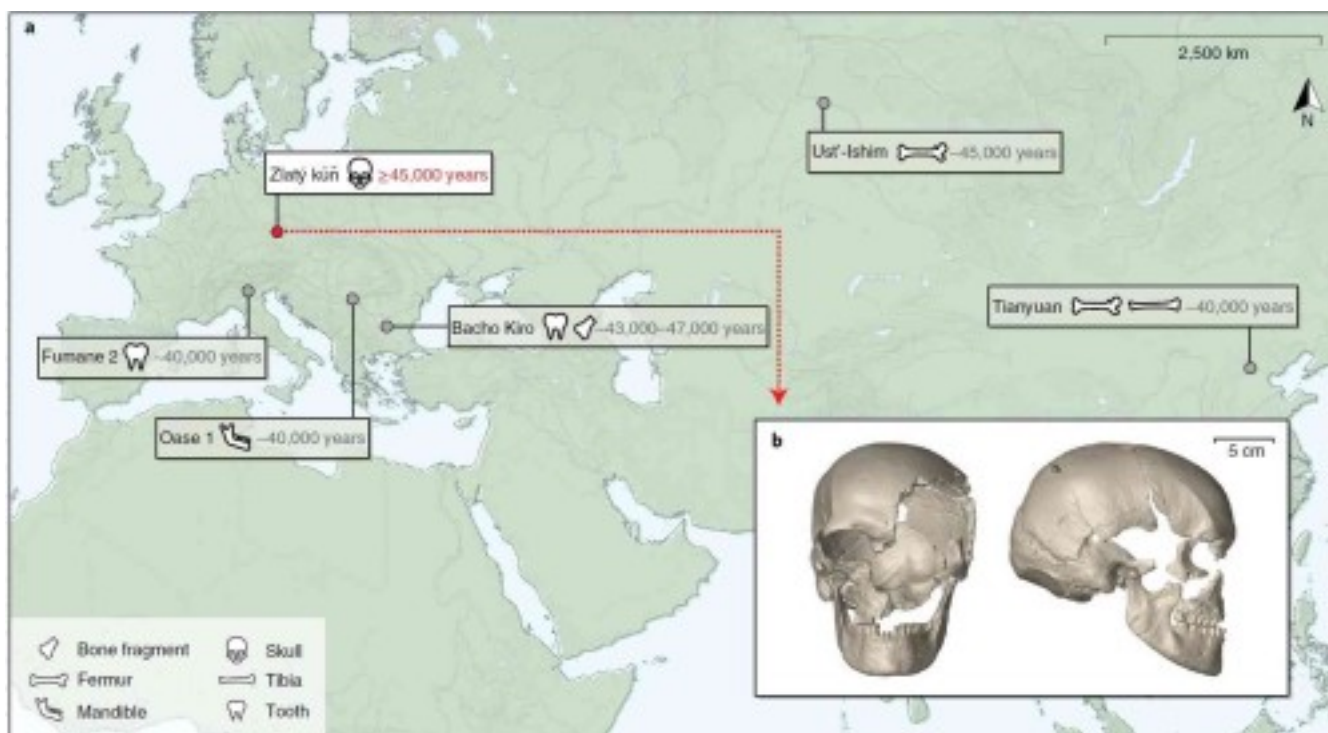 a
2,500 km
N
Ust'-Ishim ~45,000 years
Zlatý kůň ≥45,000 years
Tianyuan ~40,000 years
Bacho Kiro ~43,000–47,000 years
Fumane 2 ~40,000 years
Oase 1 ~40,000 years
b
5 cm
Bone fragment
Skull
Fermur
Tibia
Mandible
Tooth